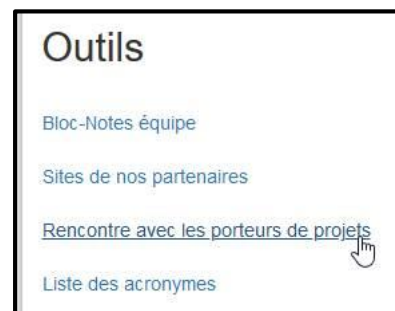 Outils
Bloc-Notes équipe
Sites de nos partenaires
Rencontre avec les porteurs de projets
Liste des acronymes